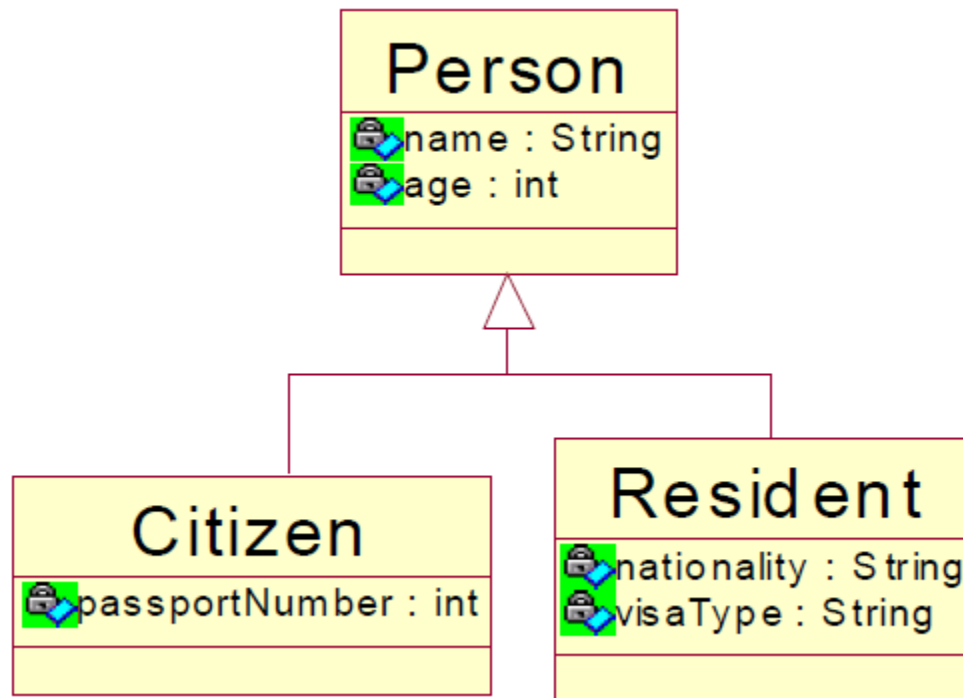 Person
name : String
age : int
Citizen
passportNumber : int
Resident
nationality : String
visaType : String